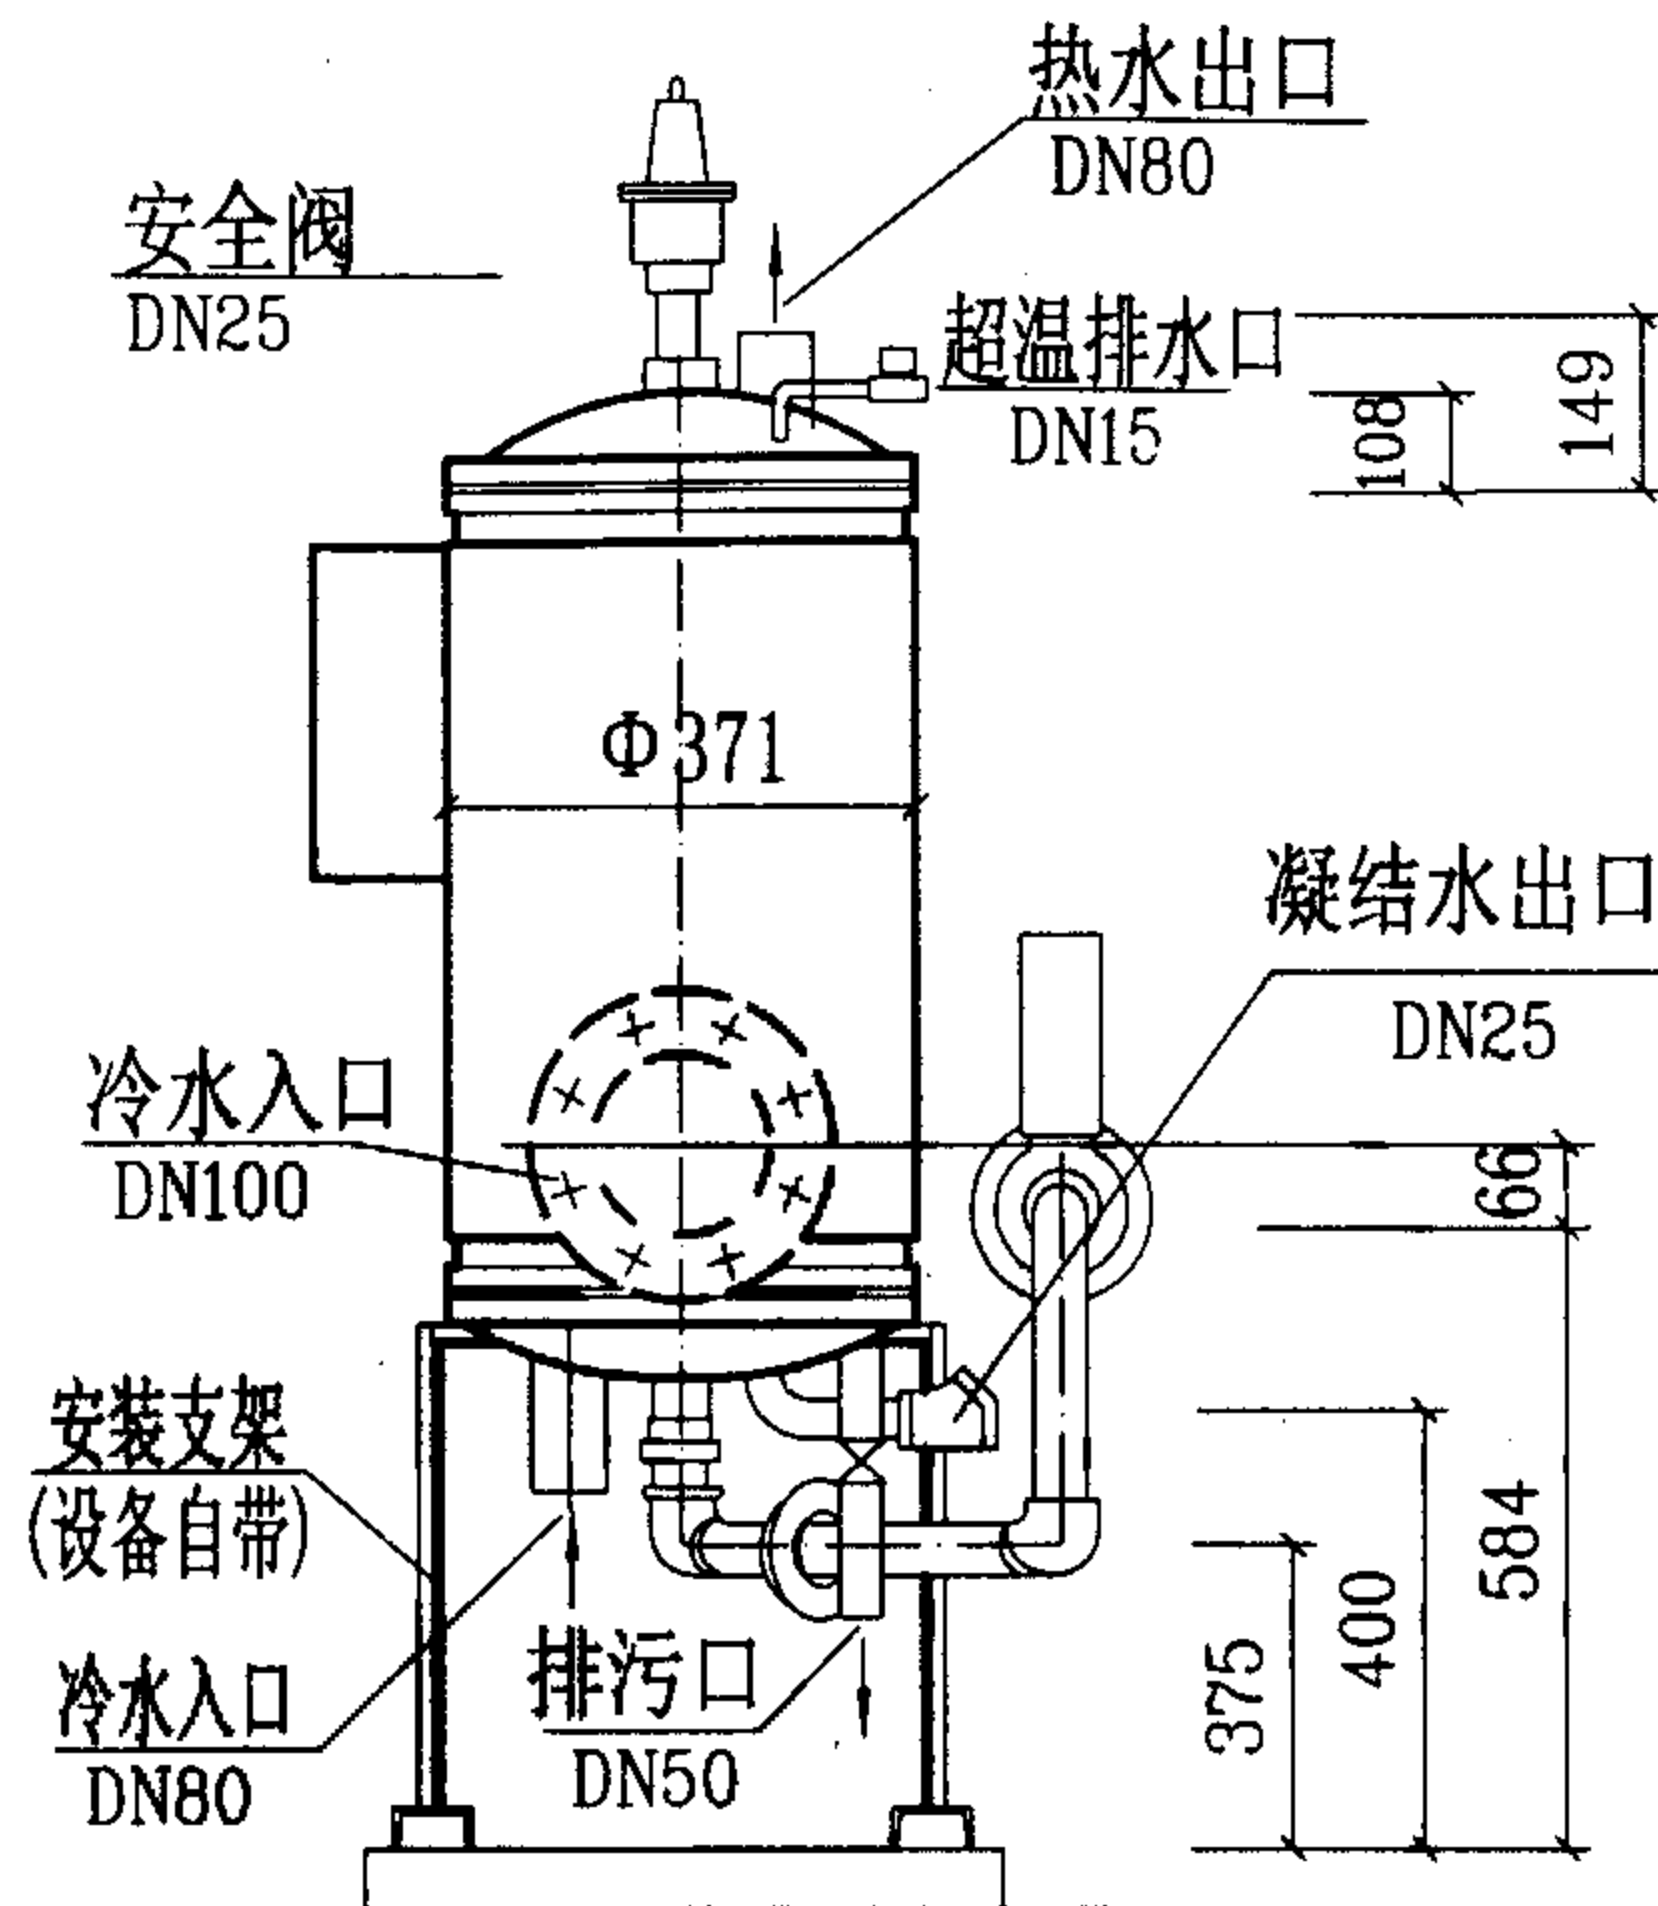 热水出口
DN80
安全阀
DN25
超温排水口
DN15
149
108
Φ371
凝结水出口
DN25
冷水入口
DN100
66
安装支架
(设备自带)
584
400
375
冷水入口
DN80
排污口
DN50